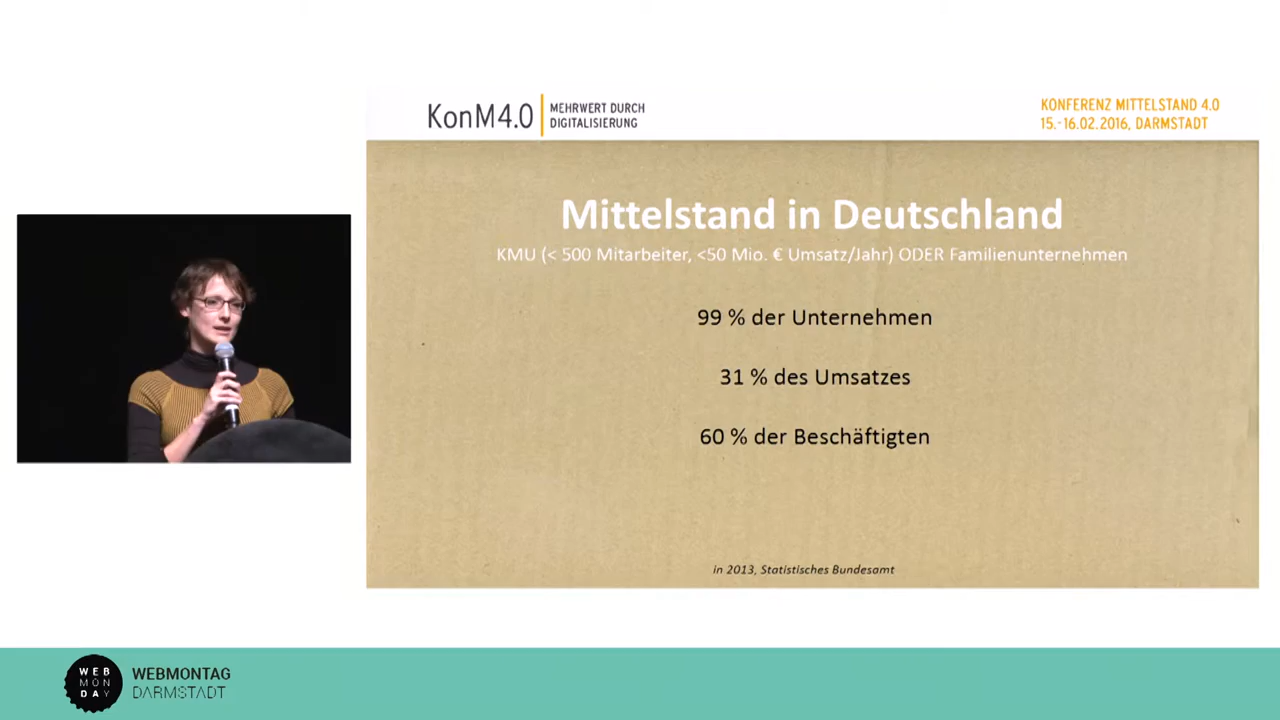 KonM4.0
MEHRWERT DURCH
DIGITALISIERUNG
KONFERENZ MITTELSTAND 4.0
15.-16.02.2016, DARMSTADT
Mittelstand in Deutschland
KMU (< 500 Mitarbeiter, <50 Mio. € Umsatz/Jahr) ODER Familienunternehmen
99 % der Unternehmen
31 % des Umsatzes
60 % der Beschäftigten
in 2013, Statistisches Bundesamt
WEB
MON
DAY
WEBMONTAG
DARMSTADT